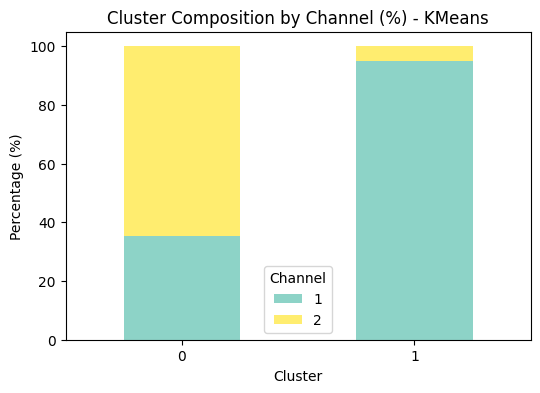 Cluster Composition by Channel (%) - KMeans
Percentage (%)
100
80
60
40
20
0
Channel
1
2
0
1
Cluster